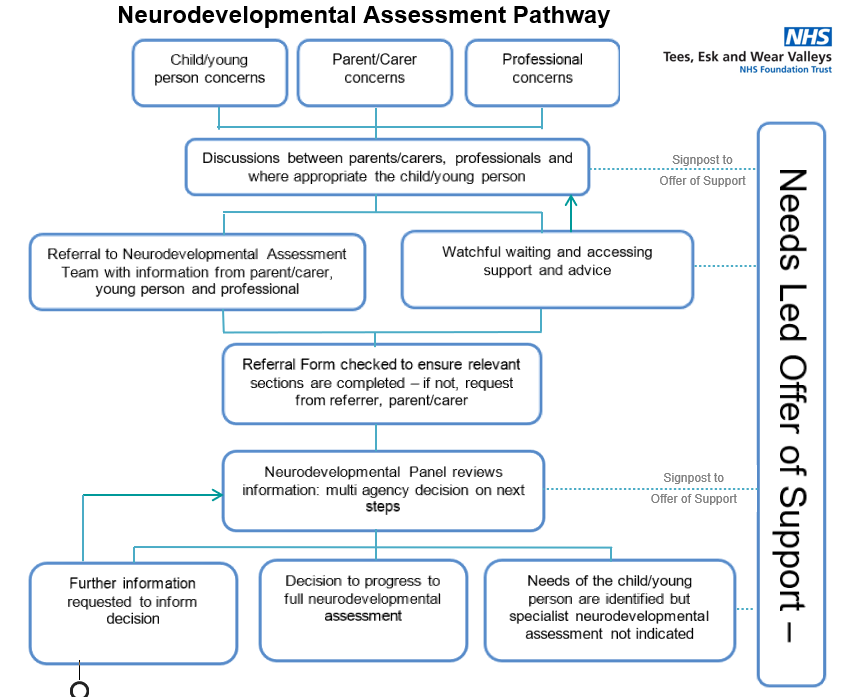 Neurodevelopmental Assessment Pathway
NHS
Tees, Esk and Wear Valleys
NHS Foundation Trust
Child/young
person concerns
Parent/Carer
concerns
Professional
concerns
Discussions between parents/carers, professionals and
where appropriate the child/young person
Signpost to
Offer of Support
Referral to Neurodevelopmental Assessment
Team with information from parent/carer,
young person and professional
Watchful waiting and accessing
support and advice
Referral Form checked to ensure relevant
sections are completed – if not, request
from referrer, parent/carer
Neurodevelopmental Panel reviews
information: multi agency decision on next
steps
Signpost to
Offer of Support
Further information
requested to inform
decision
Decision to progress to
full neurodevelopmental
assessment
Needs of the child/young
person are identified but
specialist neurodevelopmental
assessment not indicated
Needs Led Offer of Support –